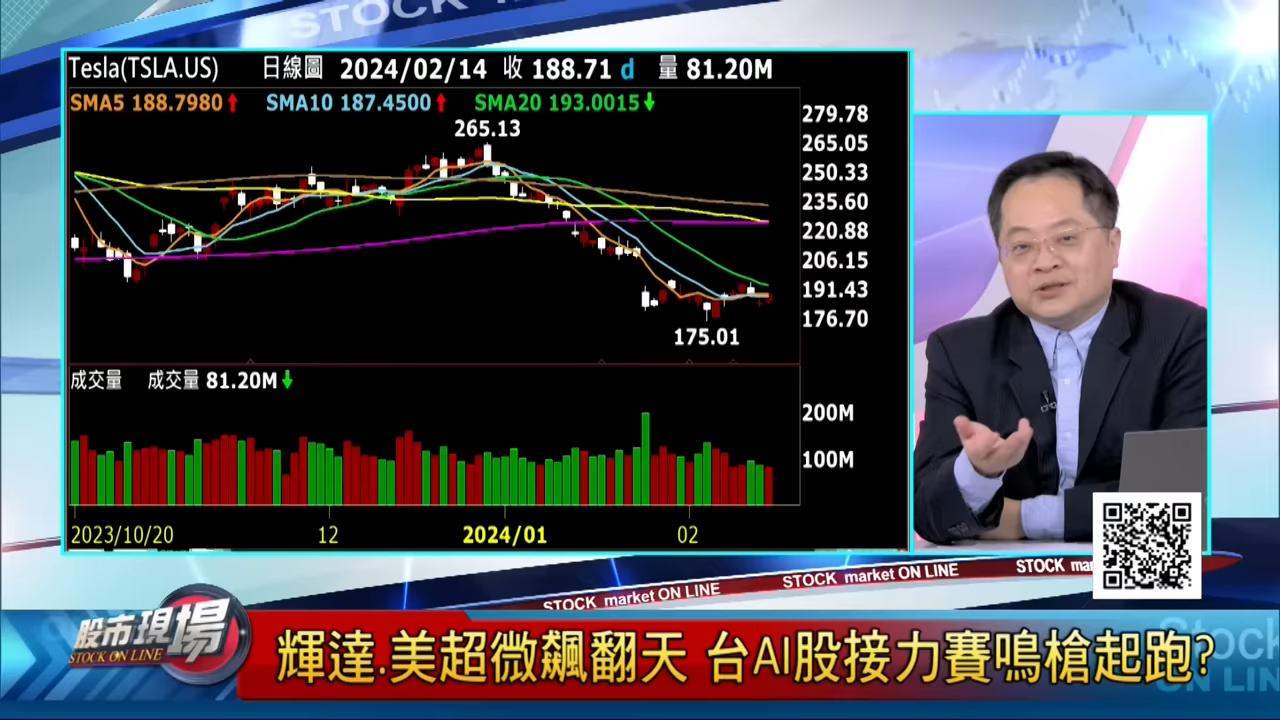 STOCK ON
Tesla(TSLA.US) 日線圖 2024/02/14 收 188.71 d 量 81.20M
SMA5 188.7980↑ SMA10 187.4500↑ SMA20 193.0015↓
265.13
279.78
265.05
250.33
235.60
220.88
206.15
191.43
176.70
175.01
成交量 成交量 81.20M↓
200M
100M
2023/10/20 12 2024/01 02
STOCK market ON LINE STOCK market ON LINE STOCK mar
股市現場
STOCK ON LINE
輝達.美超微飆翻天 台AI股接力賽鳴槍起跑?